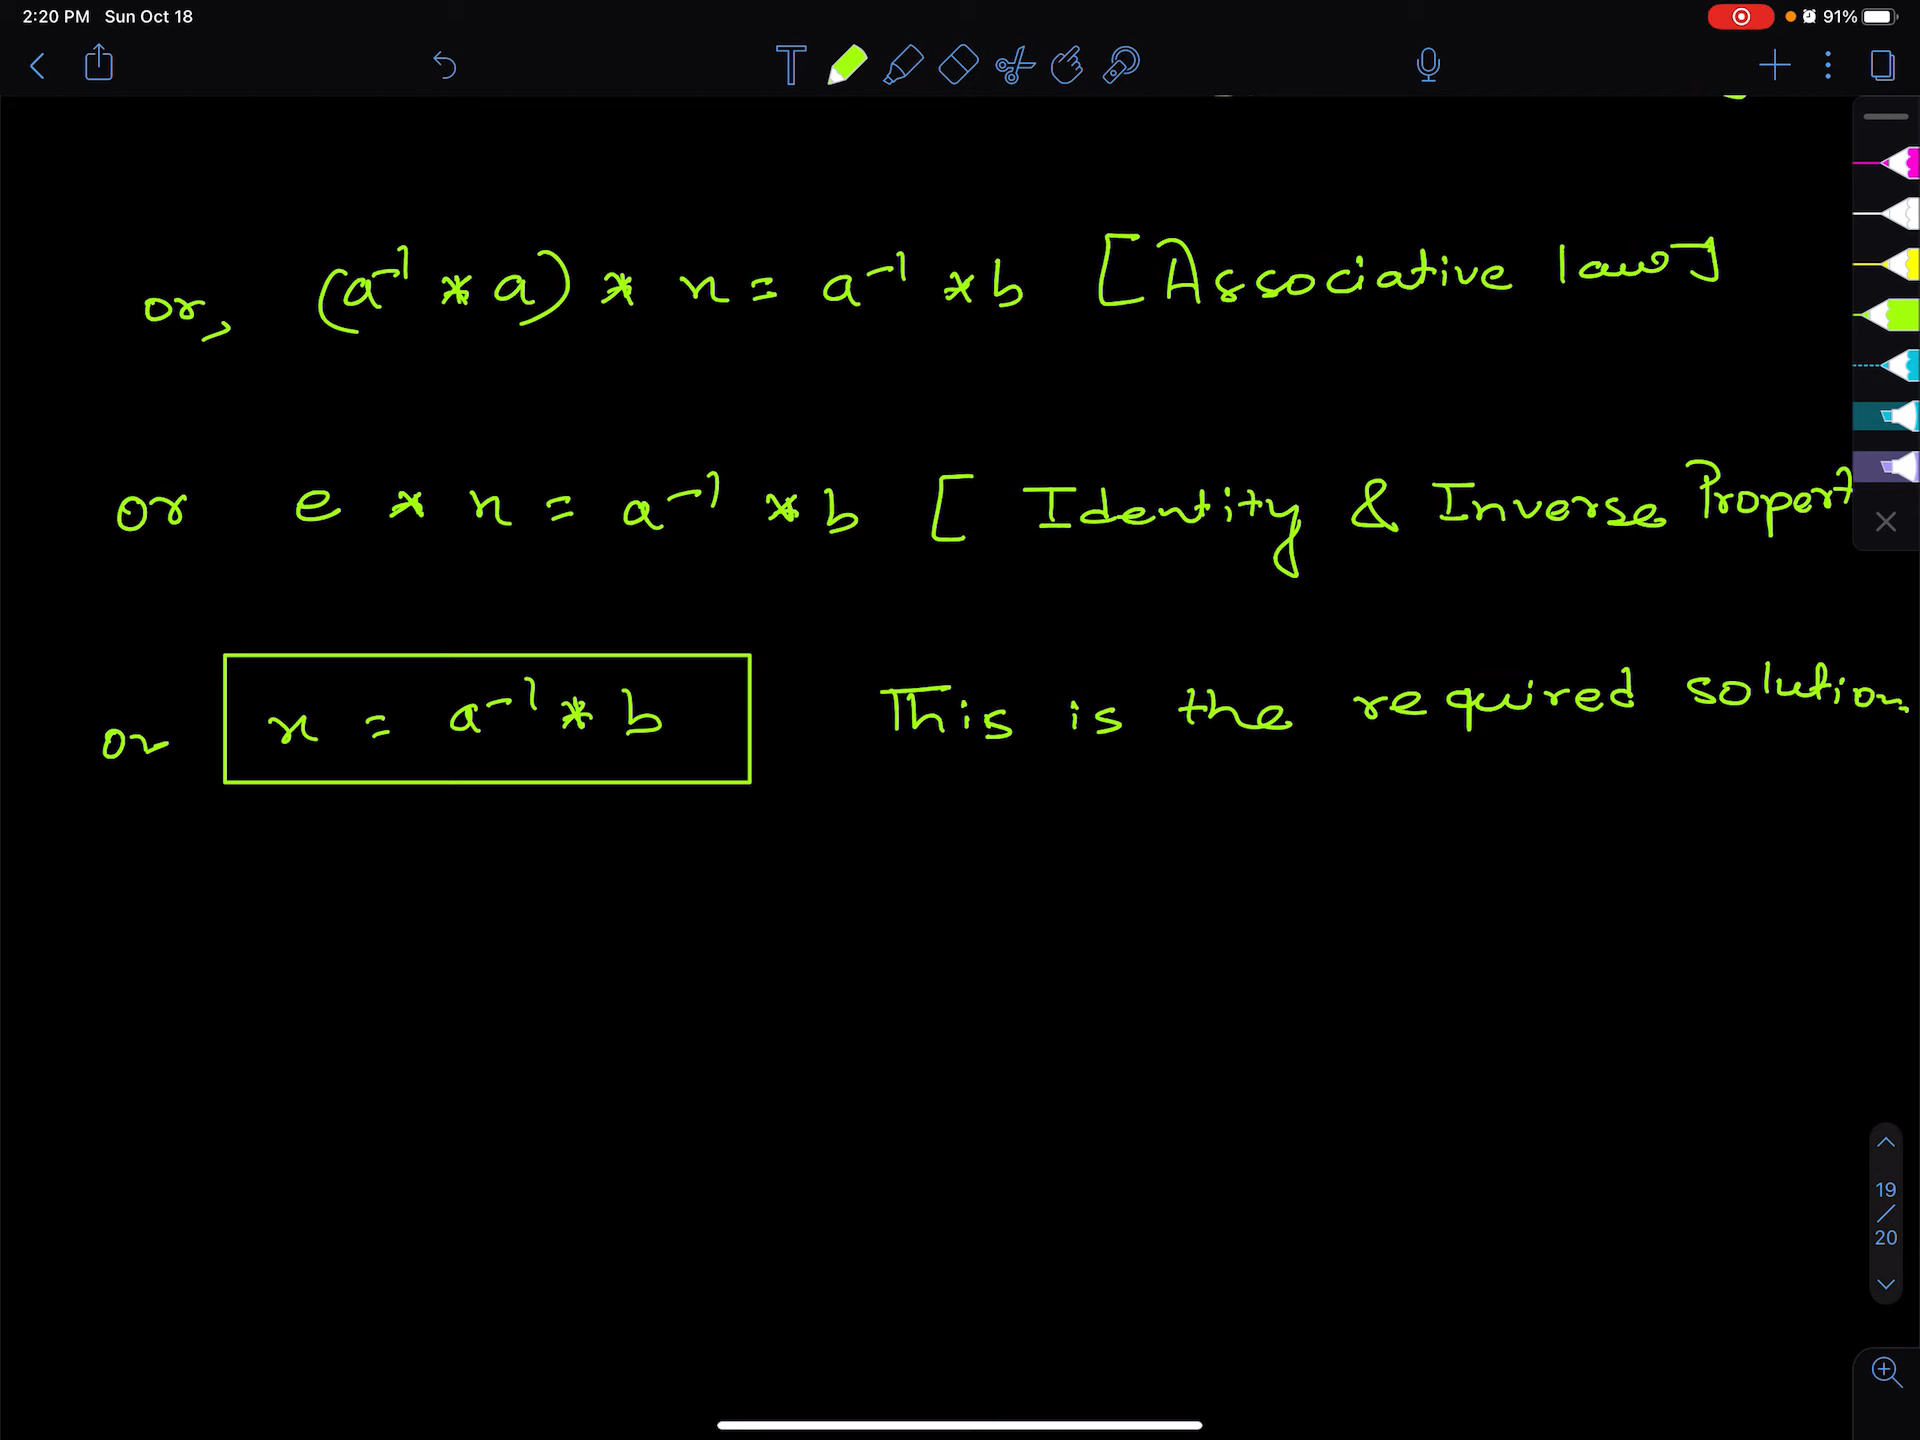 2:20 PM Sun Oct 18 91%
or, (a⁻¹ * a) * x = a⁻¹ * b [Associative law]
or e * x = a⁻¹ * b [ Identity & Inverse Propert
or x = a⁻¹ * b This is the required solution.
19
/
20